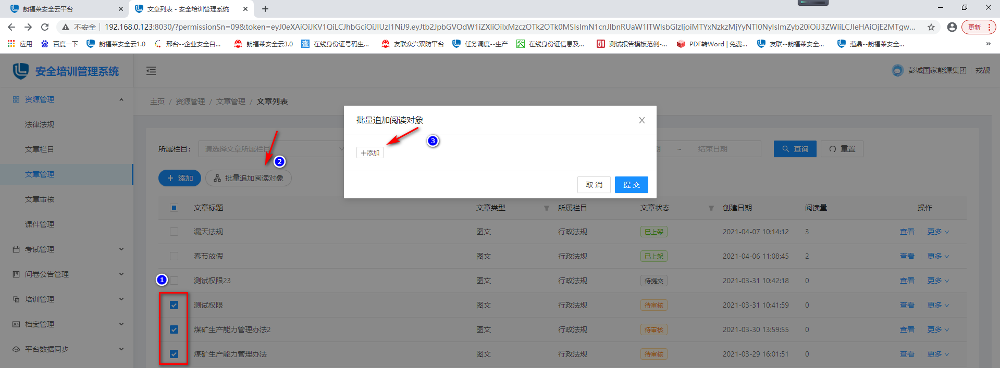 朗福莱安全云平台
文章列表 - 安全培训管理系统
不安全 192.168.0.123:8030/?permissionSn=09&token=eyJ0eXAiOiJKV1QiLCJhbGciOiJIUzI1NiJ9.eyJtb2JpbGVOdW1iZXIiOiIxMzczOTk2OTk0MSIsImN1cnJlbnRUaW1lTWlsbGlzIjoiMTYxNzkzMjYyNTI0NyIsImZyb20iOiJ3ZWIiLCJleHAiOjE2MTgw...
更新
应用 百度一下 朗福莱安全云1.0 邢台--企业安全自... 朗福莱安全云3.0 查 在线身份证号码生... 友联众兴双防平台 任务调度--生产 在线身份证信息及... 51 测试报告模板范例-... PDF转Word | 免费... 友联--朗福莱安全... 蕴鼎--朗福莱安全... »
安全培训管理系统
彭城国家能源集团 戎靓
资源管理
法律法规
文章栏目
文章管理
文章审核
课件管理
考试管理
问卷公告管理
培训管理
档案管理
平台数据同步
主页 / 资源管理 / 文章管理 / 文章列表
所属栏目: 请选择文章所属栏目 期 ~ 结束日期 查询 重置
2
+ 添加 批量追加阅读对象
批量追加阅读对象
3
+添加
取 消 提 交
文章标题 文章类型 所属栏目 文章状态 创建日期 阅读量 操作
漏天法规 图文 行政法规 已上架 2021-04-07 10:14:12 3 查看 更多
春节放假 图文 行政法规 已上架 2021-04-06 11:08:45 2 查看 更多
1
测试权限23 图文 行政法规 待提交 2021-03-31 10:42:18 0 查看 更多
测试权限 图文 行政法规 待审核 2021-03-31 10:41:59 0 查看 更多
煤矿生产能力管理办法2 图文 行政法规 待审核 2021-03-30 13:59:55 0 查看 更多
煤矿生产能力管理办法 图文 行政法规 待审核 2021-03-29 16:01:51 0 查看 更多